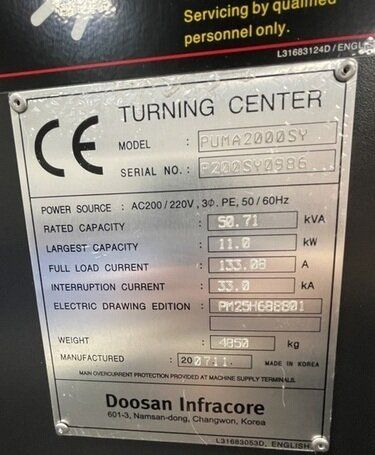 Servicing by qualified
personnel only.
L31683124D / ENGL
CE TURNING CENTER
MODEL : PUMA2000SY
SERIAL NO. : P200SY0986
POWER SOURCE : AC200 / 220V , 3Φ. PE, 50 / 60Hz
RATED CAPACITY : 50.71 kVA
LARGEST CAPACITY : 11.0 kW
FULL LOAD CURRENT : 133.08 A
INTERRUPTION CURRENT : 33.0 kA
ELECTRIC DRAWING EDITION : PM25H688801
WEIGHT : 4850 kg
MANUFACTURED : 200711. MADE IN KOREA
MAIN OVERCURRENT PROTECTION PROVIDED AT MACHINE SUPPLY TERMINALS.
Doosan Infracore
601-3, Namsan-dong, Changwon, Korea
L31683053D, ENGLISH